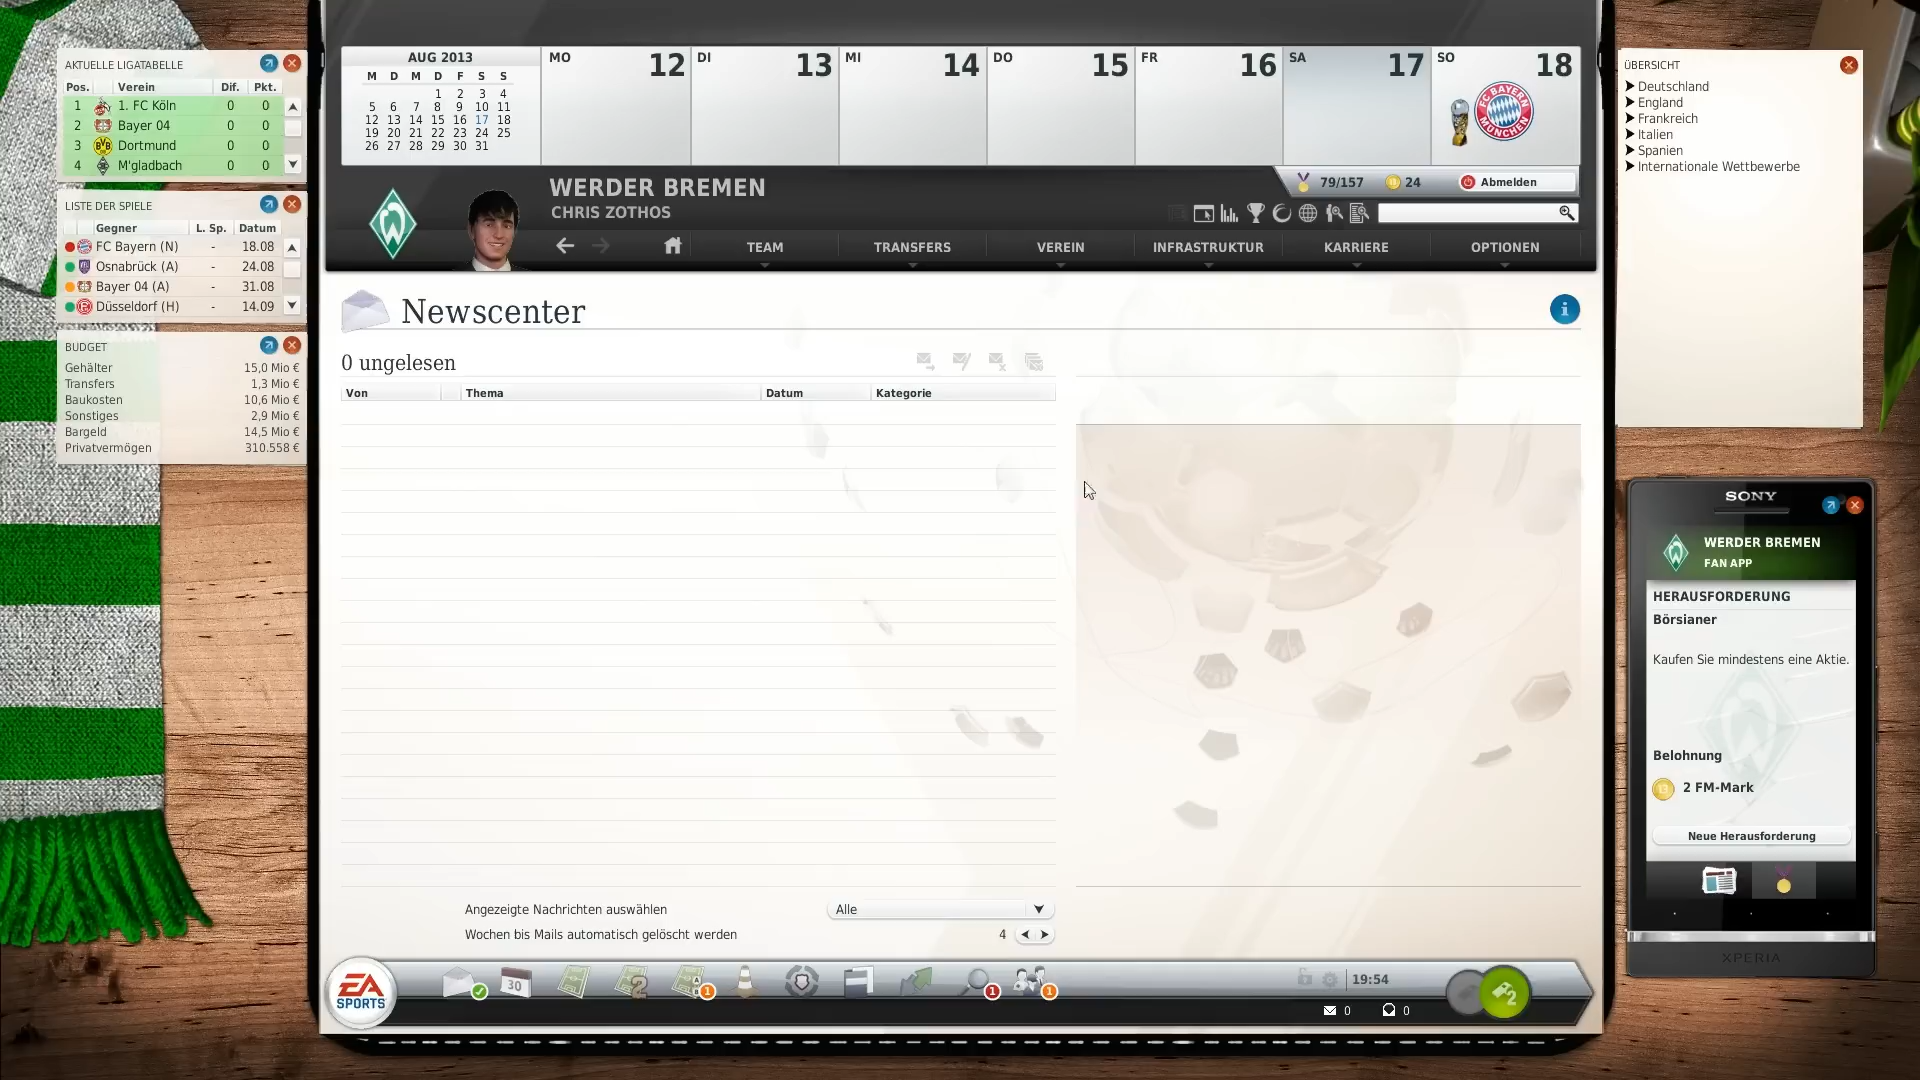 AKTUELLE LIGATABELLE
Pos. Verein Dif. Pkt.
1 1. FC Köln 0 0
2 Bayer 04 0 0
3 Dortmund 0 0
4 M'gladbach 0 0
LISTE DER SPIELE
Gegner L. Sp. Datum
FC Bayern (N) - 18.08
Osnabrück (A) - 24.08
Bayer 04 (A) - 31.08
Düsseldorf (H) - 14.09
BUDGET
Gehälter 15,0 Mio €
Transfers 1,3 Mio €
Baukosten 10,6 Mio €
Sonstiges 2,9 Mio €
Bargeld 14,5 Mio €
Privatvermögen 310.558 €
AUG 2013
M D M D F S S
1 2 3 4
5 6 7 8 9 10 11
12 13 14 15 16 17 18
19 20 21 22 23 24 25
26 27 28 29 30 31
MO 12 DI 13 MI 14 DO 15 FR 16 SA 17 SO 18
FC BAYERN
MÜNCHEN
79/157 24 Abmelden
WERDER BREMEN
CHRIS ZOTHOS
TEAM TRANSFERS VEREIN INFRASTRUKTUR KARRIERE OPTIONEN
Newscenter
0 ungelesen
Von Thema Datum Kategorie
Angezeigte Nachrichten auswählen Alle
Wochen bis Mails automatisch gelöscht werden 4
EA
SPORTS
30
2
1
1
1
19:54
2
0 0
ÜBERSICHT
Deutschland
England
Frankreich
Italien
Spanien
Internationale Wettbewerbe
SONY
WERDER BREMEN
FAN APP
HERAUSFORDERUNG
Börsianer
Kaufen Sie mindestens eine Aktie.
Belohnung
2 FM-Mark
Neue Herausforderung
XPERIA